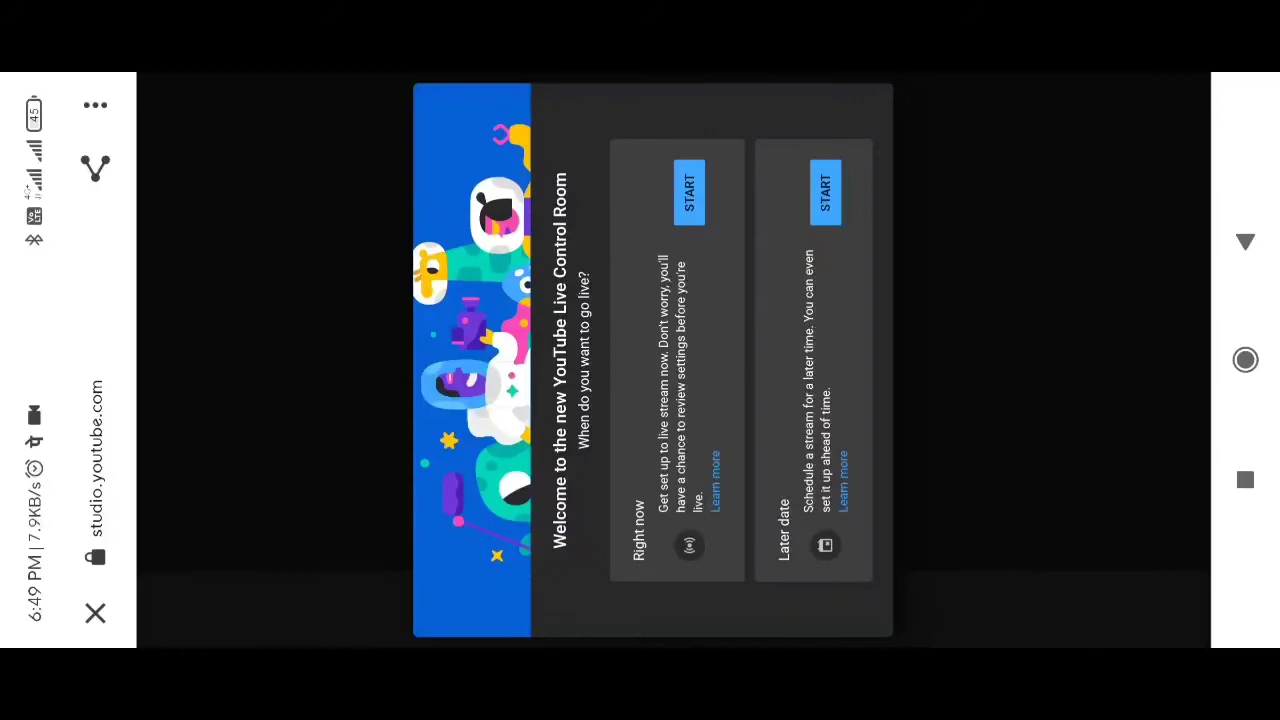 6:49 PM | 7.9KB/s
Vo LTE
4G+
45
studio.youtube.com
Welcome to the new YouTube Live Control Room
When do you want to go live?
Right now
Get set up to live stream now. Don't worry, you'll
have a chance to review settings before you're
live.
Learn more
START
Later date
Schedule a stream for a later time. You can even
set it up ahead of time.
Learn more
START